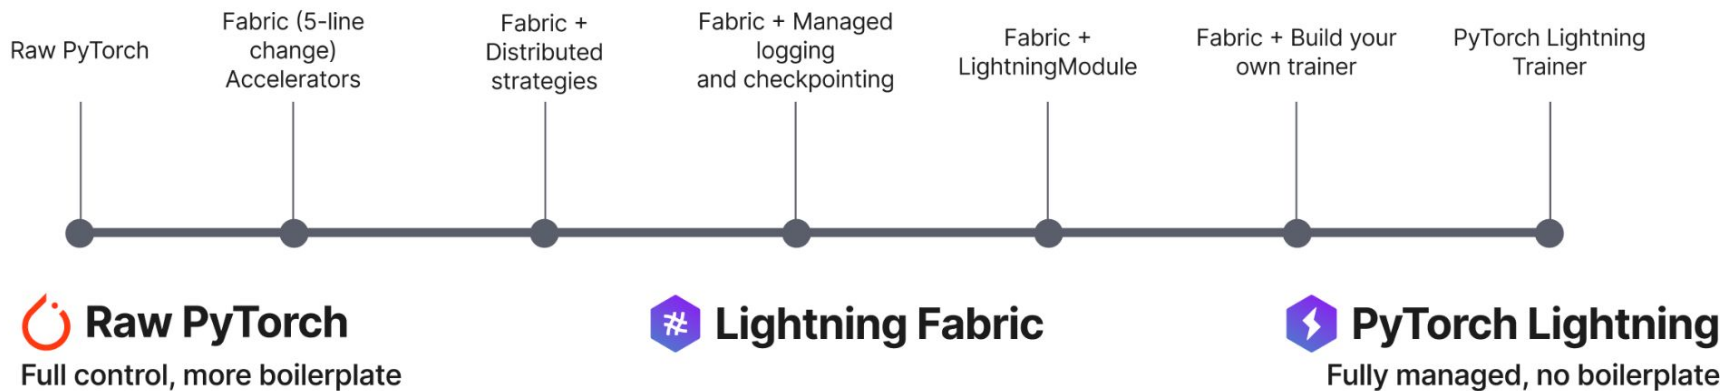 Raw PyTorch
Fabric (5-line
change)
Accelerators
Fabric +
Distributed
strategies
Fabric + Managed
logging
and checkpointing
Fabric +
LightningModule
Fabric + Build your
own trainer
PyTorch Lightning
Trainer
Raw PyTorch
Full control, more boilerplate
Lightning Fabric
PyTorch Lightning
Fully managed, no boilerplate